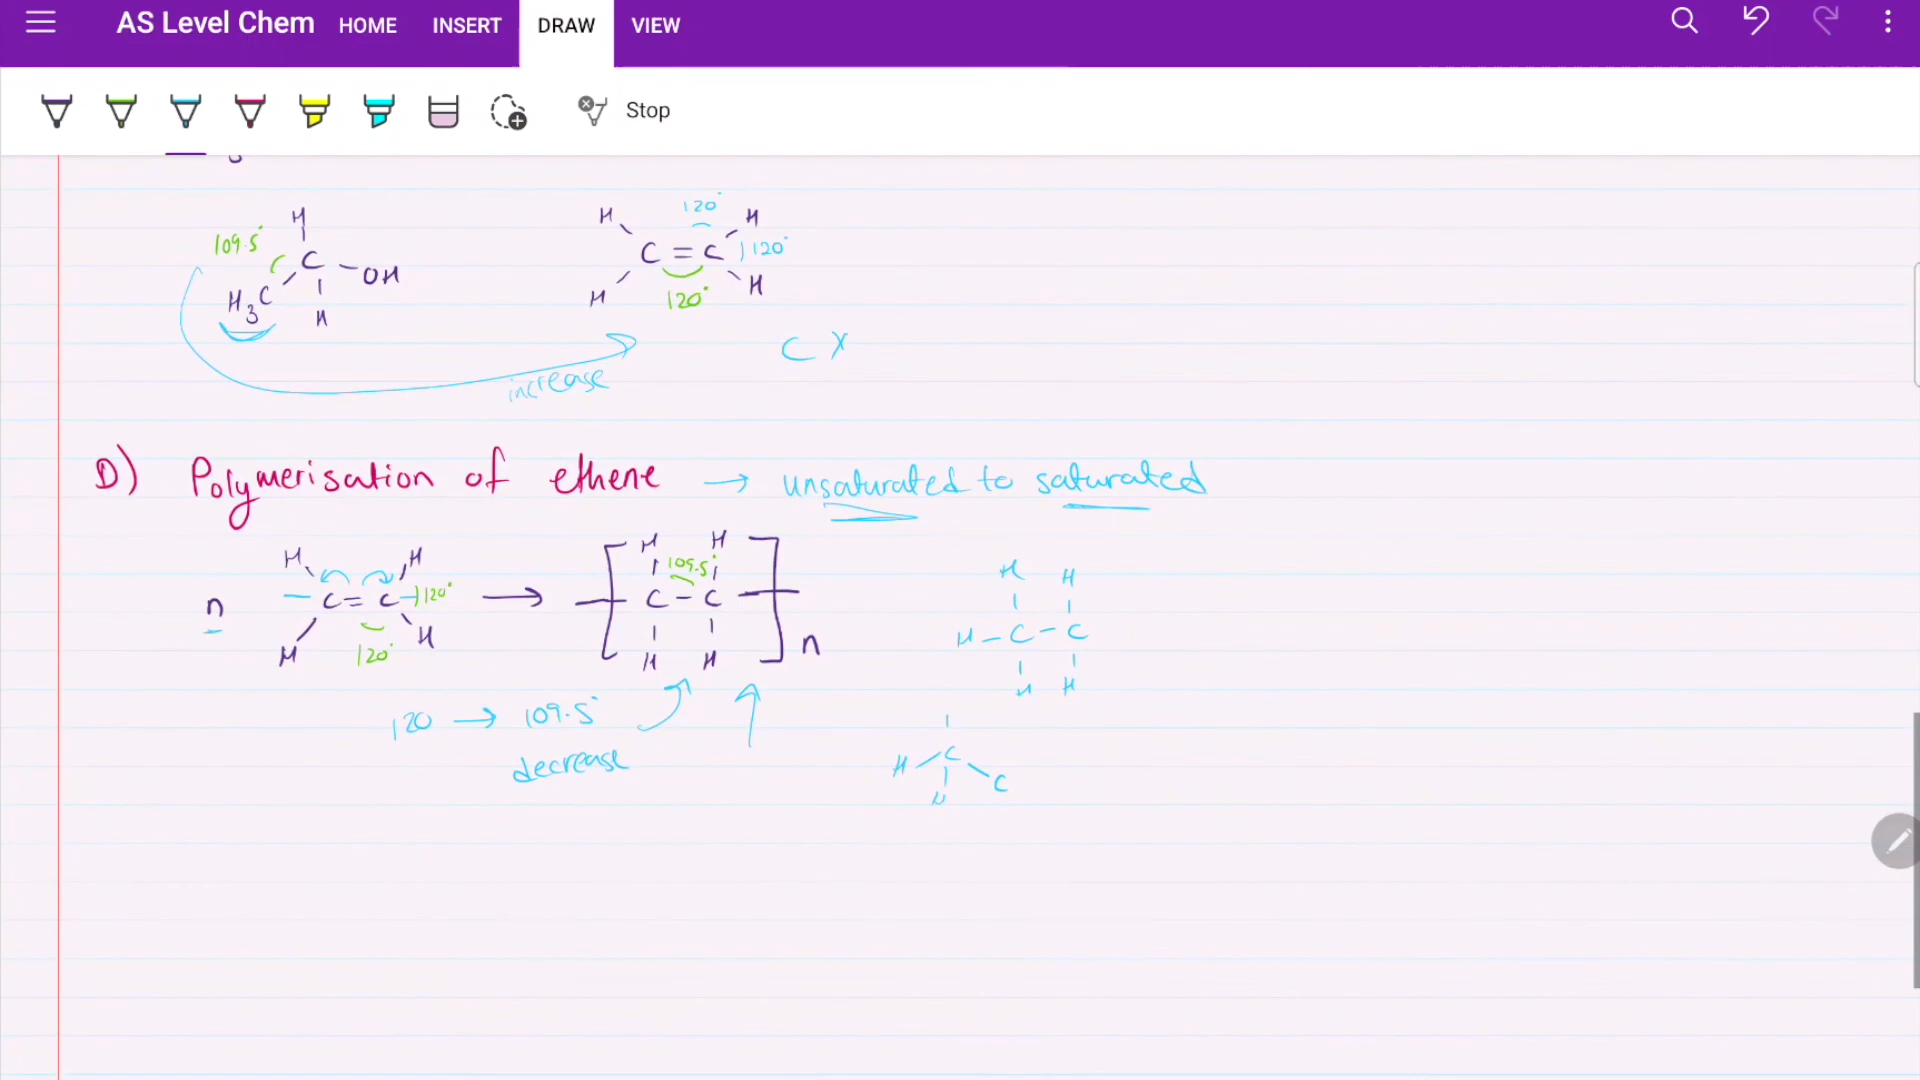 AS Level Chem HOME INSERT DRAW VIEW
Stop
H
109.5°
C - OH
H3C
H
120°
H H
C = C 120°
H H
120°
C X
increase
D) Polymerisation of ethene → unsaturated to saturated
H H
n C = C 120° →
H H
120°
H H
109.5°
C - C
H H n
H H
H - C - C
H H
120 → 109.5°
decrease
H C
H C